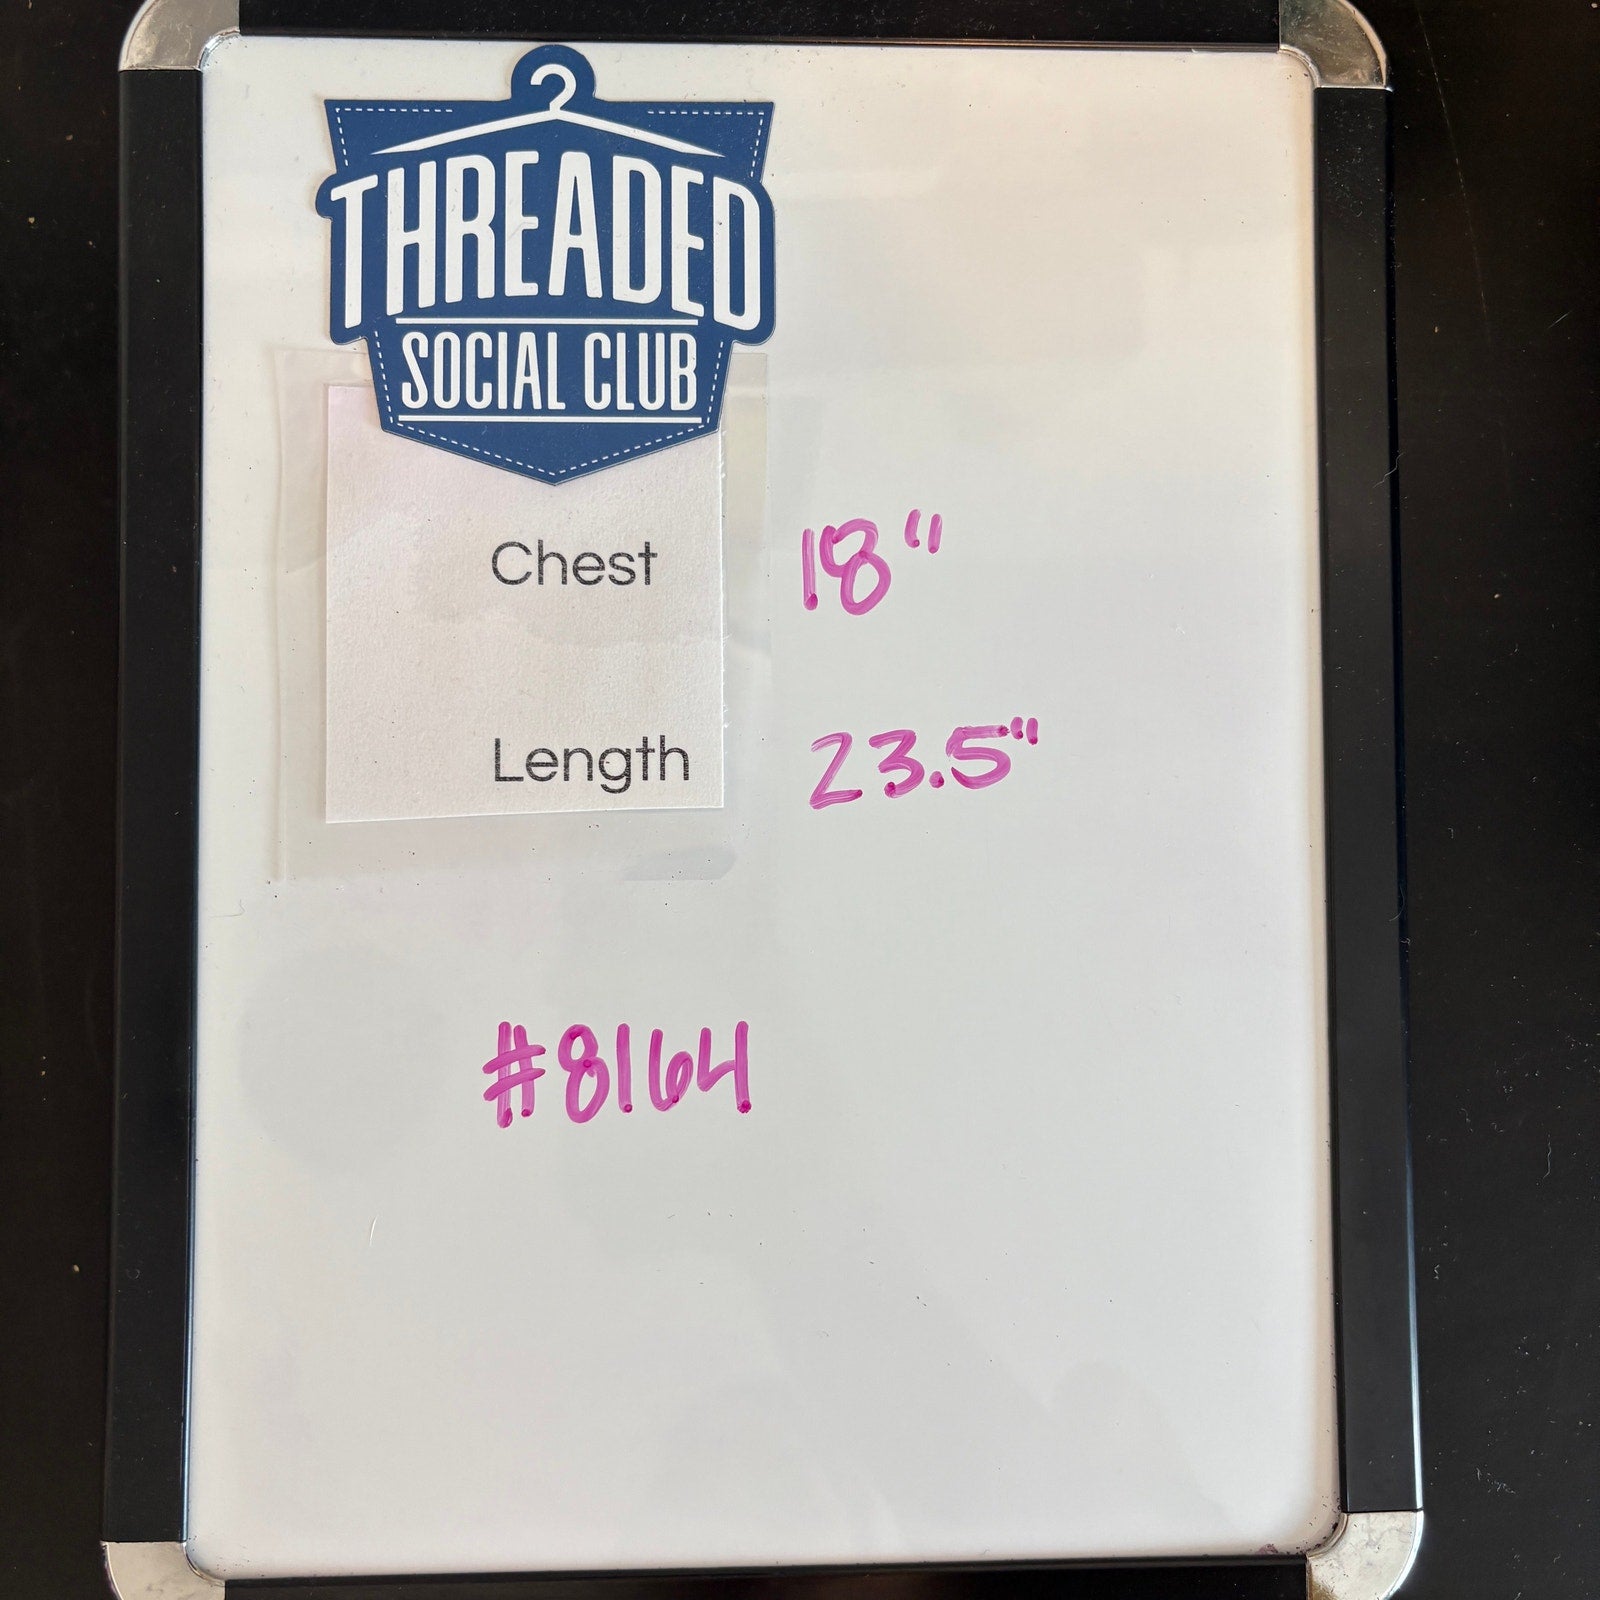 THREADED
SOCIAL CLUB
Chest 18"
Length 23.5"
#8164